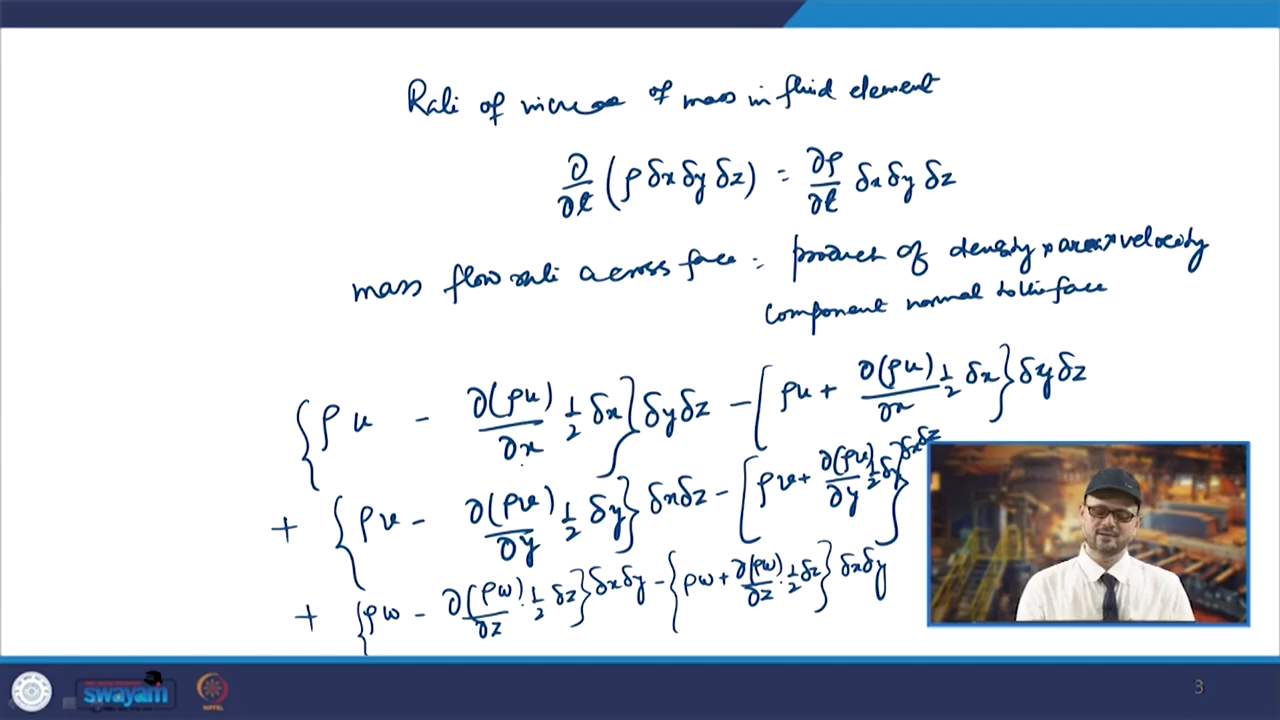 Rate of increase of mass in fluid element
∂/∂t (ρ δx δy δz) = ∂ρ/∂t δx δy δz
mass flow rate across face = product of density × area × velocity
component normal to the face
{ρu - ∂(ρu)/∂x 1/2 δx} δy δz - {ρu + ∂(ρu)/∂x 1/2 δx} δy δz
+ {ρv - ∂(ρv)/∂y 1/2 δy} δx δz - {ρv + ∂(ρv)/∂y 1/2 δy} δx δz
+ {ρw - ∂(ρw)/∂z · 1/2 δz} δx δy - {ρw + ∂(ρw)/∂z · 1/2 δz} δx δy
swayam
3